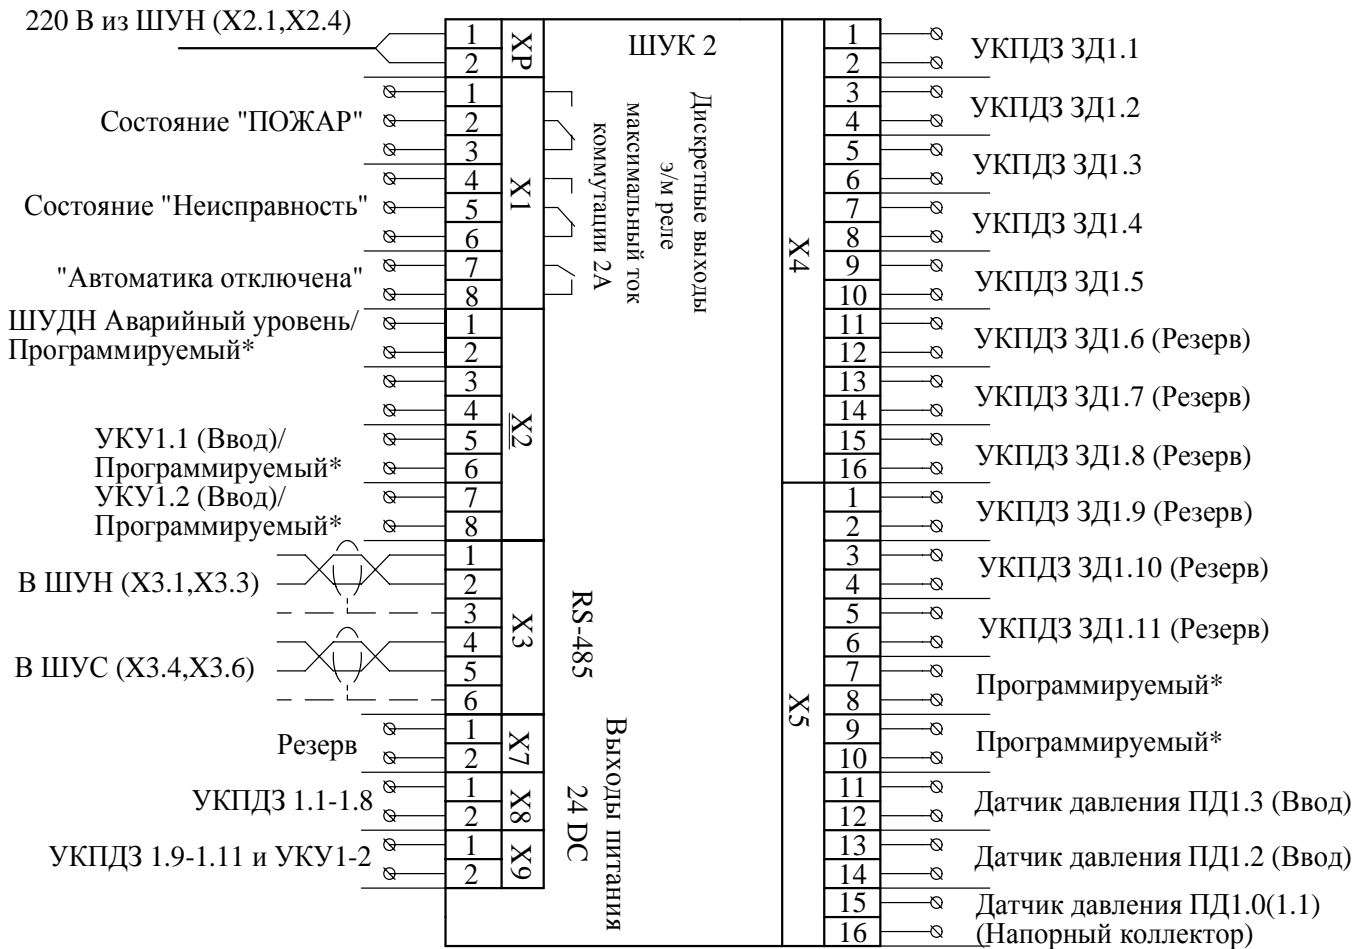 220 В из ШУН (X2.1,X2.4)
Состояние "ПОЖАР"
Состояние "Неисправность"
"Автоматика отключена"
ШУДН Аварийный уровень/
Программируемый*
УКУ1.1 (Ввод)/
Программируемый*
УКУ1.2 (Ввод)/
Программируемый*
В ШУН (X3.1,X3.3)
В ШУС (X3.4,X3.6)
Резерв
УКПДЗ 1.1-1.8
УКПДЗ 1.9-1.11 и УКУ1-2
1
2
XP
1
2
3
4
5
6
7
8
X1
1
2
3
4
5
6
7
8
X2
1
2
3
4
5
6
X3
1
2
X7
1
2
X8
1
2
X9
ШУК 2
Дискретные выходы
э/м реле
максимальный ток
коммутации 2А
RS-485
Выходы питания
24 DC
X4
1
2
3
4
5
6
7
8
9
10
11
12
13
14
15
16
X5
1
2
3
4
5
6
7
8
9
10
11
12
13
14
15
16
УКПДЗ ЗД1.1
УКПДЗ ЗД1.2
УКПДЗ ЗД1.3
УКПДЗ ЗД1.4
УКПДЗ ЗД1.5
УКПДЗ ЗД1.6 (Резерв)
УКПДЗ ЗД1.7 (Резерв)
УКПДЗ ЗД1.8 (Резерв)
УКПДЗ ЗД1.9 (Резерв)
УКПДЗ ЗД1.10 (Резерв)
УКПДЗ ЗД1.11 (Резерв)
Программируемый*
Программируемый*
Датчик давления ПД1.3 (Ввод)
Датчик давления ПД1.2 (Ввод)
Датчик давления ПД1.0(1.1)
(Напорный коллектор)